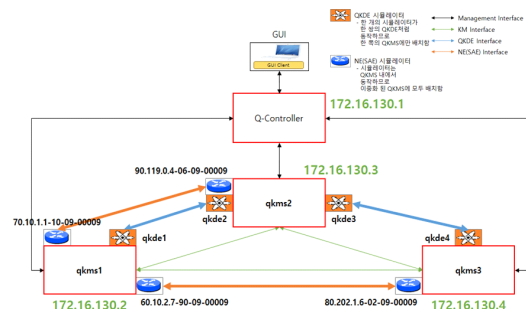 QKDE 시뮬레이터
- 한 개의 시뮬레이터가
한 쌍의 QKDE처럼
동작하므로
한 쪽의 QKMS에만 배치함
NE(SAE) 시뮬레이터
- 시뮬레이터는
QKMS 내에서
동작하므로
이중화 된 QKMS에 모두 배치함
Management Interface
KM Interface
QKDE Interface
NE(SAE) Interface
GUI
GUI Client
172.16.130.1
Q-Controller
90.119.0.4-06-09-00009
172.16.130.3
qkms2
70.10.1.1-10-09-00009
qkde1
qkde2
qkde3
qkde4
qkms1
qkms3
172.16.130.2
60.10.2.7-90-09-00009
80.202.1.6-02-09-00009
172.16.130.4